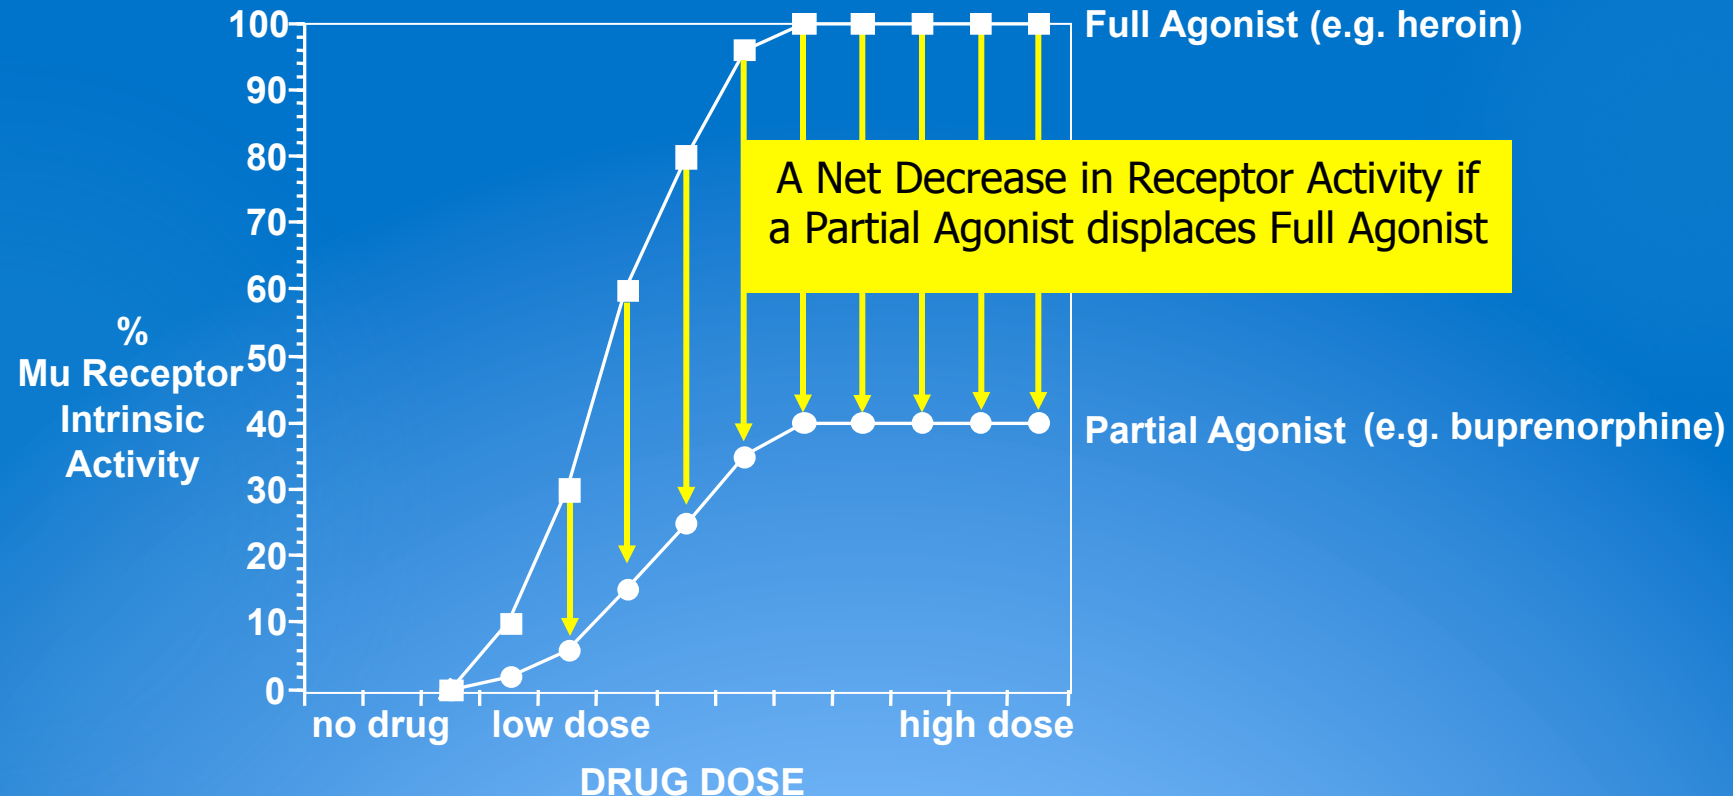 100
Full Agonist (e.g. heroin)
90
80
A Net Decrease in Receptor Activity if
a Partial Agonist displaces Full Agonist
70
60
%
Mu Receptor
Intrinsic
Activity
50
40
Partial Agonist (e.g. buprenorphine)
30
20
10
0
no drug low dose high dose
DRUG DOSE